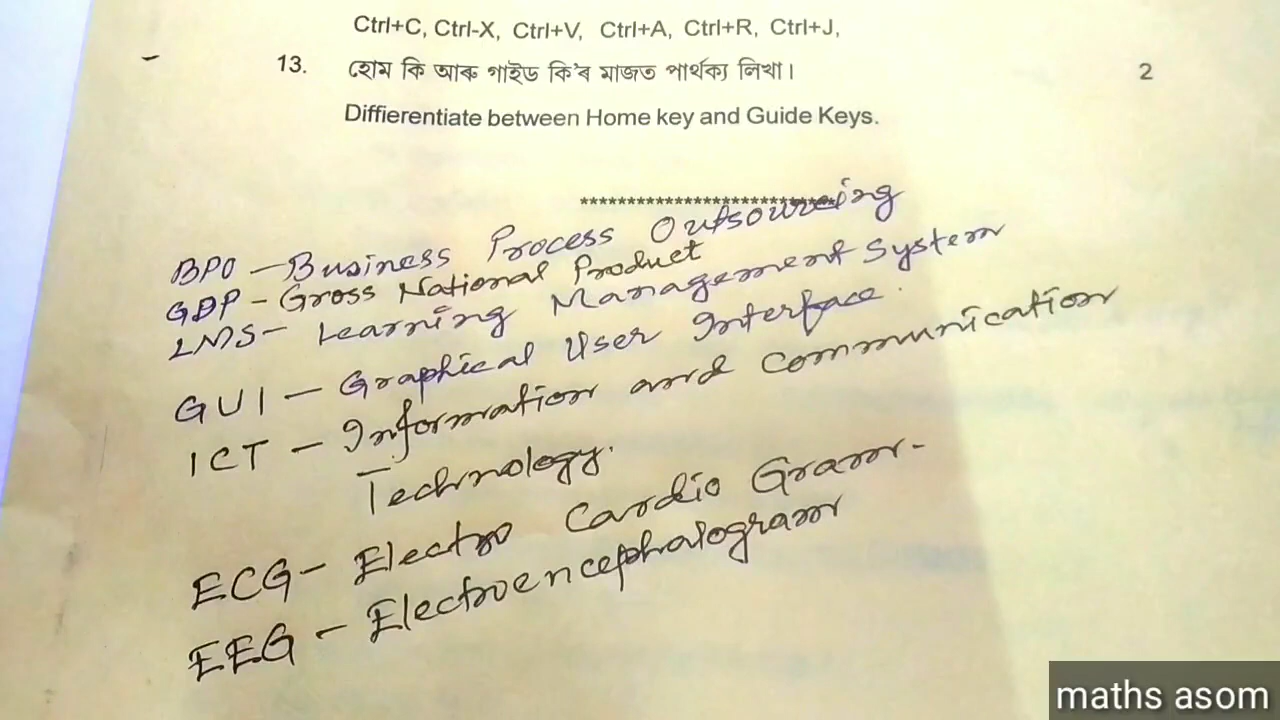 Ctrl+C, Ctrl-X, Ctrl+V, Ctrl+A, Ctrl+R, Ctrl+J,
13. হোম কি আৰু গাইড কি'ৰ মাজত পাৰ্থক্য লিখা। 2
Diffierentiate between Home key and Guide Keys.
**************************
BPO - Business Process Outsourcing
GDP - Gross National Product
LMS - Learning Management System
GUI - Graphical User Interface.
ICT - Information and communication
Technology.
ECG - Electro Cardio Gram-
EEG - Electroencephalogram
maths asom